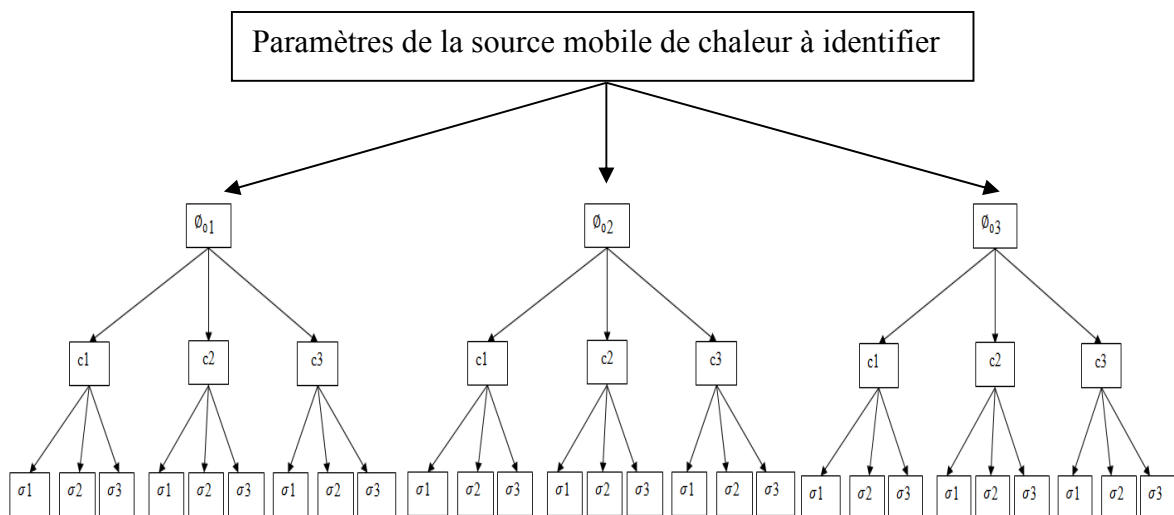 Paramètres de la source mobile de chaleur à identifier
Ø₀1 Ø₀2 Ø₀3
c1 c2 c3 c1 c2 c3 c1 c2 c3
σ1 σ2 σ3 σ1 σ2 σ3 σ1 σ2 σ3 σ1 σ2 σ3 σ1 σ2 σ3 σ1 σ2 σ3 σ1 σ2 σ3 σ1 σ2 σ3 σ1 σ2 σ3